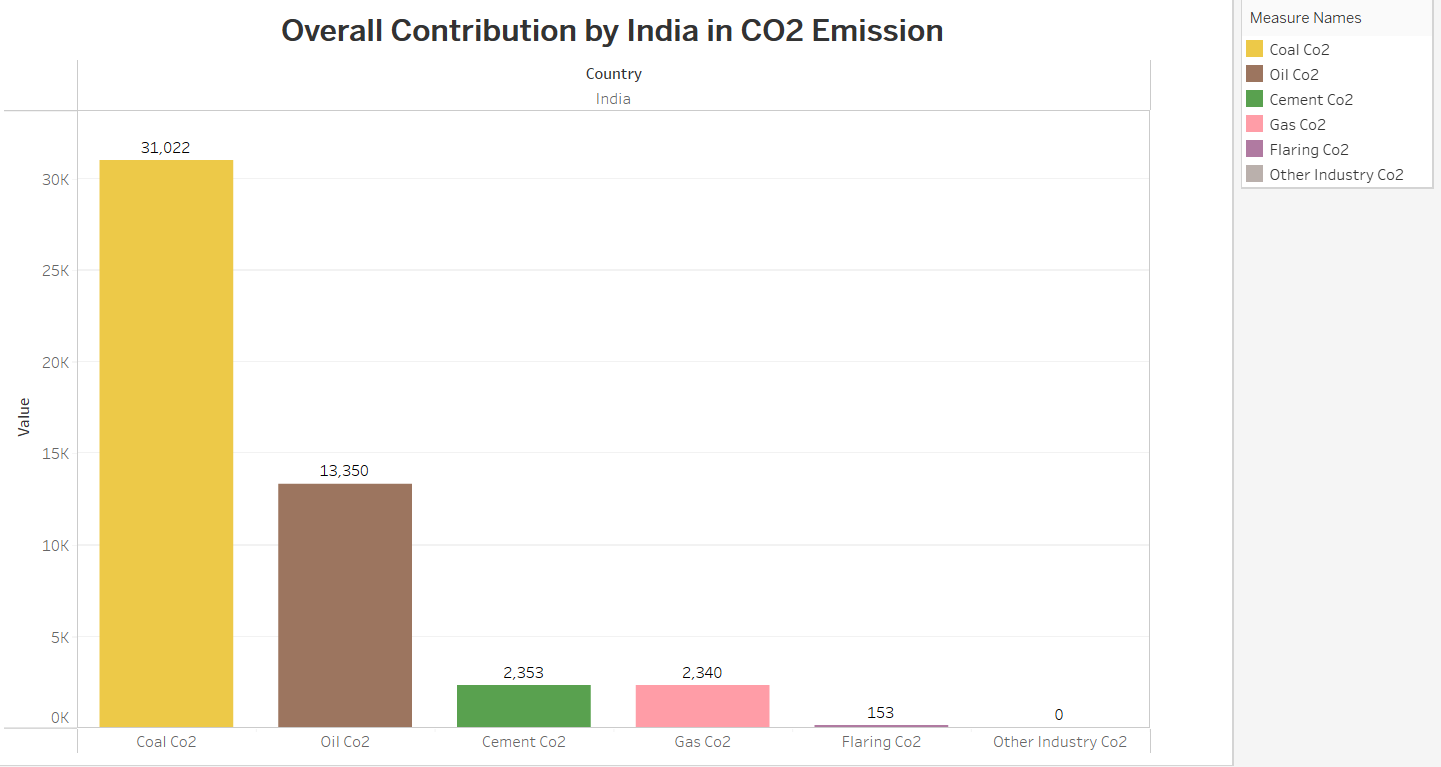 Overall Contribution by India in CO2 Emission
Country
India
Value
30K
25K
20K
15K
10K
5K
0K
31,022
13,350
2,353
2,340
153
0
Coal Co2
Oil Co2
Cement Co2
Gas Co2
Flaring Co2
Other Industry Co2
Measure Names
Coal Co2
Oil Co2
Cement Co2
Gas Co2
Flaring Co2
Other Industry Co2